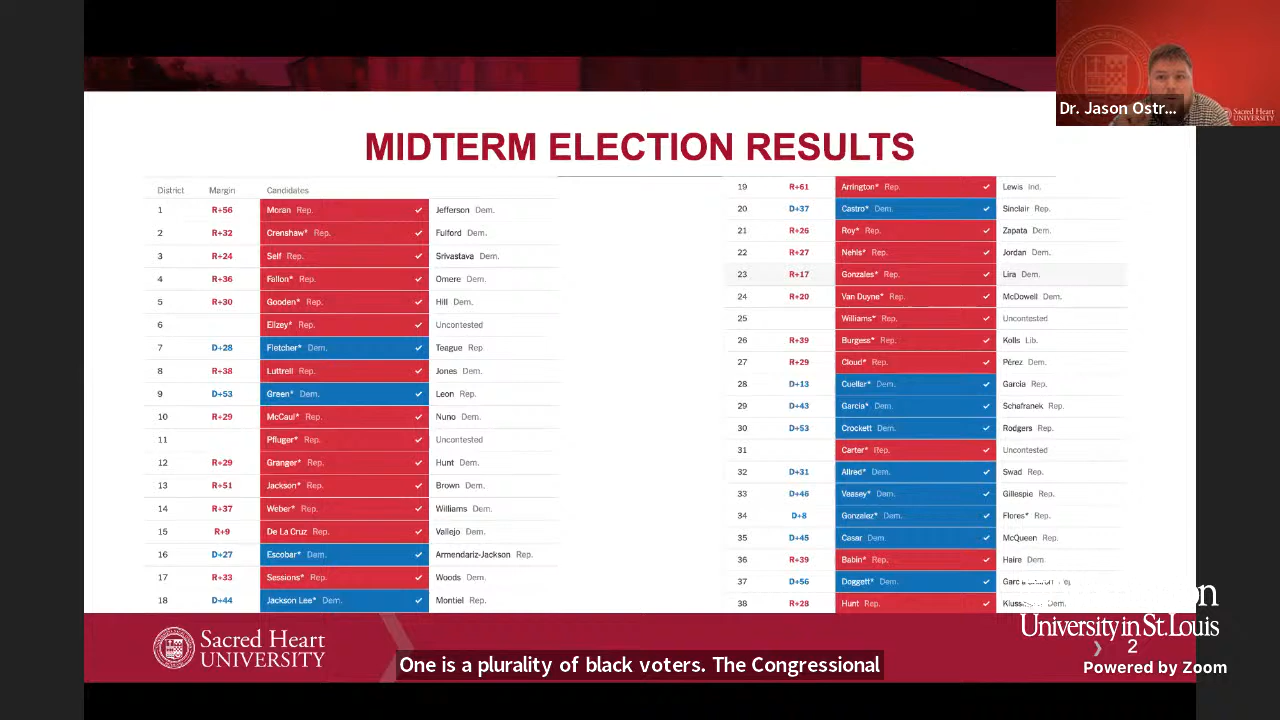 Dr. Jason Ostr...
Sacred Heart
UNIVERSITY
MIDTERM ELECTION RESULTS
District Margin Candidates
1 R+56 Moran Rep. ✓ Jefferson Dem.
2 R+32 Crenshaw* Rep. ✓ Fulford Dem.
3 R+24 Self Rep. ✓ Srivastava Dem.
4 R+36 Fallon* Rep. ✓ Omere Dem.
5 R+30 Gooden* Rep. ✓ Hill Dem.
6 Ellzey* Rep. ✓ Uncontested
7 D+28 Fletcher* Dem. ✓ Teague Rep
8 R+38 Luttrell Rep. ✓ Jones Dem.
9 D+53 Green* Dem. ✓ Leon Rep.
10 R+29 McCaul* Rep. ✓ Nuno Dem.
11 Pfluger* Rep. ✓ Uncontested
12 R+29 Granger* Rep. ✓ Hunt Dem.
13 R+51 Jackson* Rep. ✓ Brown Dem.
14 R+37 Weber* Rep. ✓ Williams Dem.
15 R+9 De La Cruz Rep. ✓ Vallejo Dem.
16 D+27 Escobar* Dem. ✓ Armendariz-Jackson Rep.
17 R+33 Sessions* Rep. ✓ Woods Dem.
18 D+44 Jackson Lee* Dem. ✓ Montiel Rep.
19 R+61 Arrington* Rep. ✓ Lewis Ind.
20 D+37 Castro* Dem. ✓ Sinclair Rep.
21 R+26 Roy* Rep. ✓ Zapata Dem.
22 R+27 Nehls* Rep. ✓ Jordan Dem.
23 R+17 Gonzales* Rep. ✓ Lira Dem.
24 R+20 Van Duyne* Rep. ✓ McDowell Dem.
25 Williams* Rep. ✓ Uncontested
26 R+39 Burgess* Rep. ✓ Kolls Lib.
27 R+29 Cloud* Rep. ✓ Pérez Dem.
28 D+13 Cuellar* Dem. ✓ Garcia Rep.
29 D+43 Garcia* Dem. ✓ Schafranek Rep.
30 D+53 Crockett Dem. ✓ Rodgers Rep.
31 Carter* Rep. ✓ Uncontested
32 D+31 Allred* Dem. ✓ Swad Rep.
33 D+46 Veasey* Dem. ✓ Gillespie Rep.
34 D+8 Gonzalez* Dem. ✓ Flores* Rep.
35 D+45 Casar Dem. ✓ McQueen Rep.
36 R+39 Babin* Rep. ✓ Haire Dem.
37 D+56 Doggett* Dem. ✓
38 R+28 Hunt Rep. ✓ Dem.
Sacred Heart
UNIVERSITY
University in St. Louis
2
Powered by Zoom
One is a plurality of black voters. The Congressional